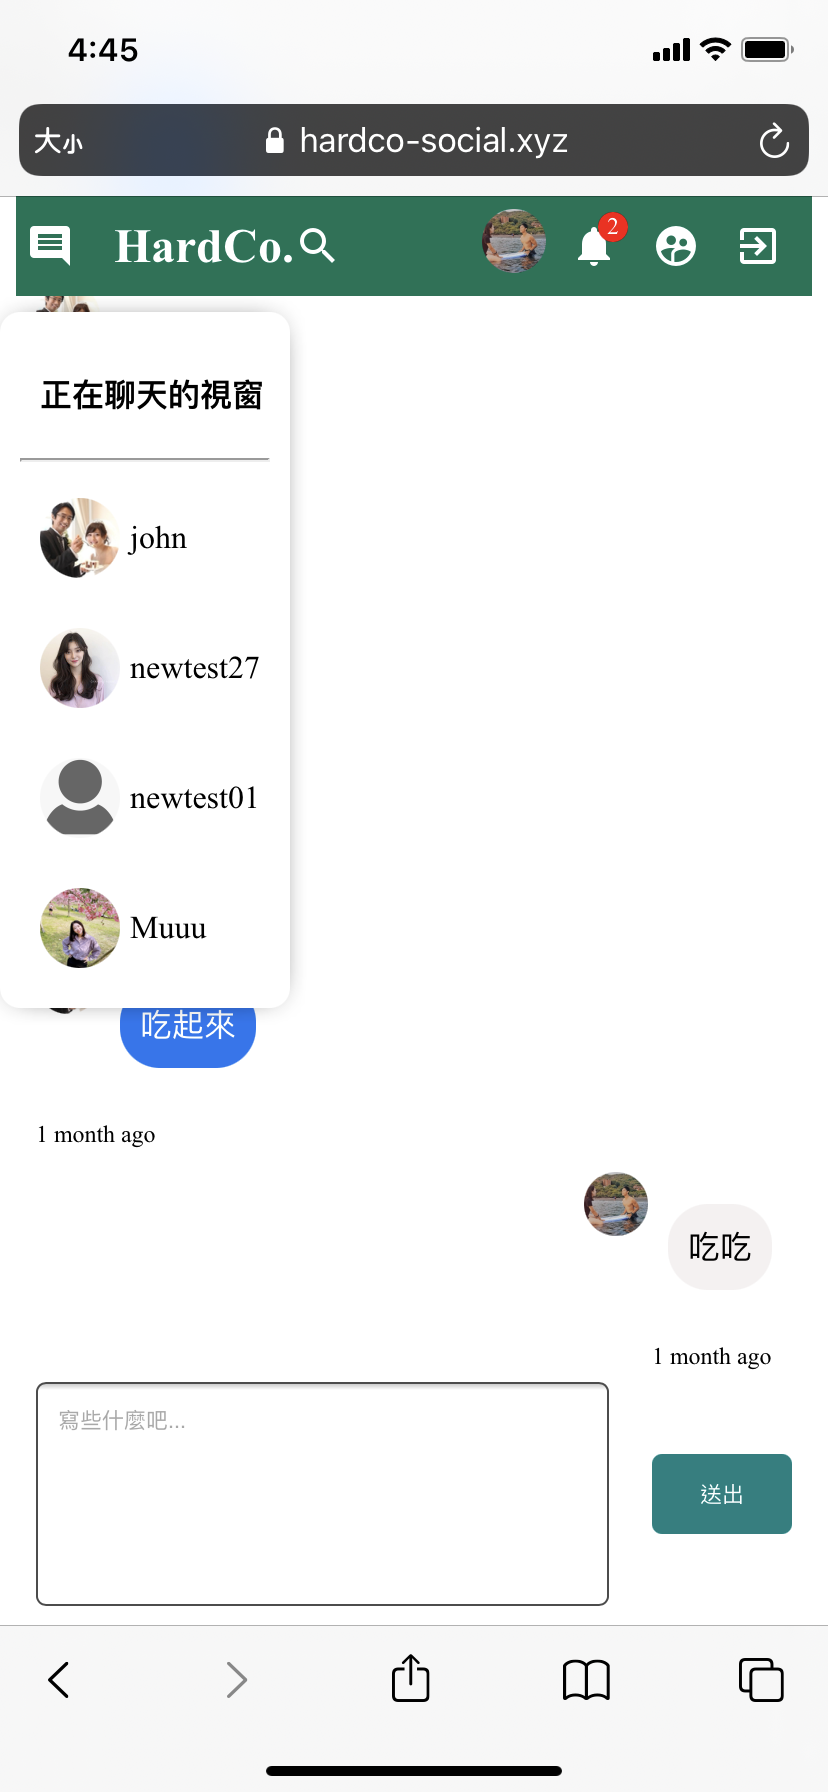 4:45
大小 hardco-social.xyz
HardCo. 2
正在聊天的視窗
john
newtest27
newtest01
Muuu
吃起來
1 month ago
吃吃
1 month ago
寫些什麼吧...
送出